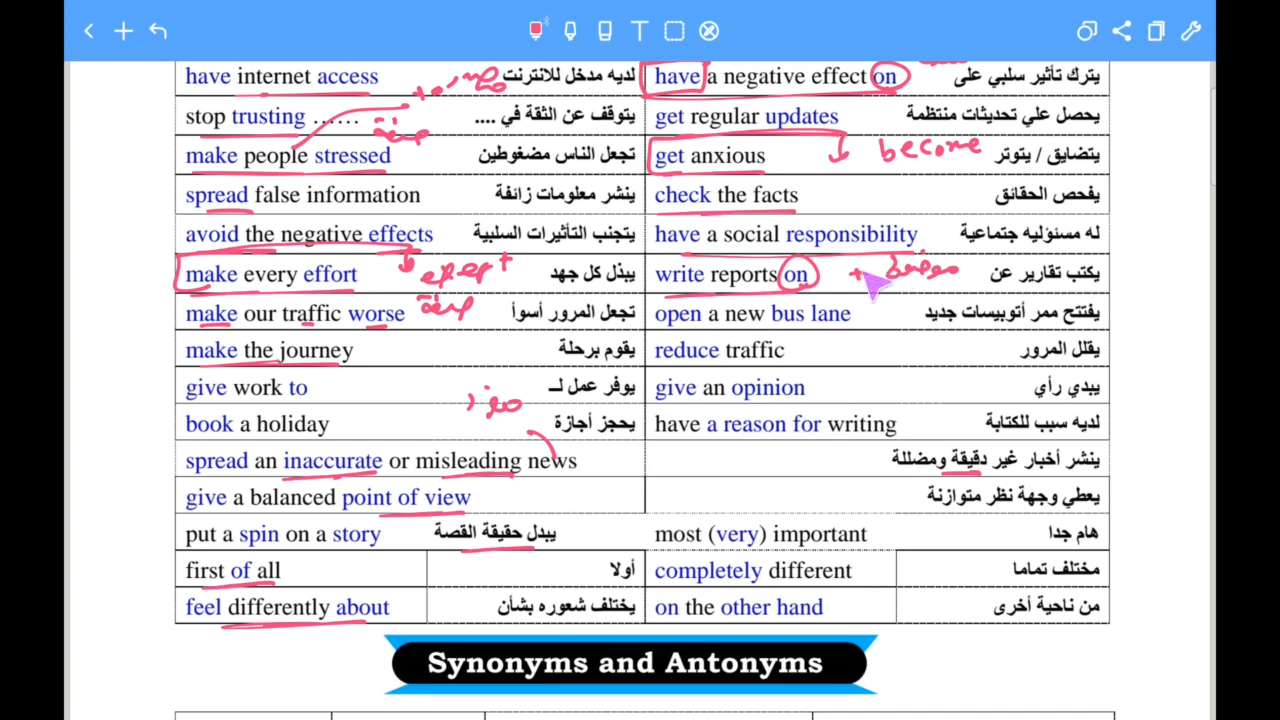 have internet access لديه مدخل للانترنت have a negative effect on يترك تأثير سلبي على
stop trusting …… يتوقف عن الثقة في .... get regular updates يحصل علي تحديثات منتظمة
صفة
make people stressed تجعل الناس مضغوطين get anxious become يتضايق / يتوتر
spread false information ينشر معلومات زائفة check the facts يفحص الحقائق
avoid the negative effects يتجنب التأثيرات السلبية have a social responsibility له مسئوليه جتماعية
make every effort يبذل كل جهد write reports on يكتب تقارير عن
make our traffic worse صفة تجعل المرور أسوأ open a new bus lane يفتتح ممر أتوبيسات جديد
make the journey يقوم برحلة reduce traffic يقلل المرور
give work to يوفر عمل لــ give an opinion يبدي رأي
book a holiday يحجز أجازة have a reason for writing لديه سبب للكتابة
spread an inaccurate or misleading news ينشر أخبار غير دقيقة ومضللة
give a balanced point of view يعطي وجهة نظر متوازنة
put a spin on a story يبدل حقيقة القصة most (very) important هام جدا
first of all أولا completely different مختلف تماما
feel differently about يختلف شعوره بشأن on the other hand من ناحية أخرى
Synonyms and Antonyms